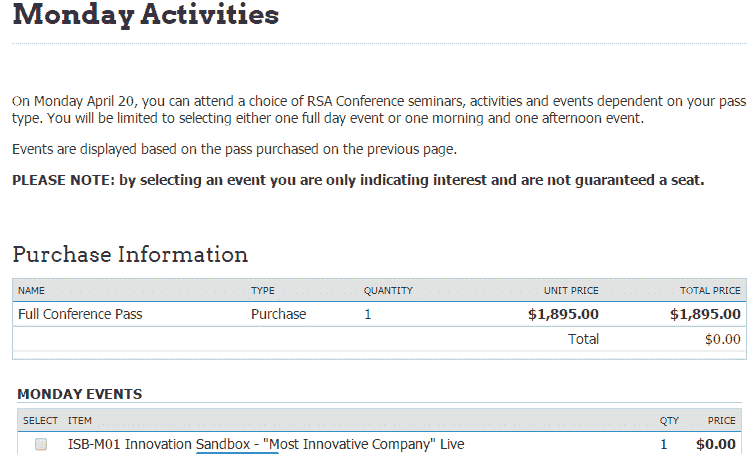 Monday Activities
On Monday April 20, you can attend a choice of RSA Conference seminars, activities and events dependent on your pass
type. You will be limited to selecting either one full day event or one morning and one afternoon event.
Events are displayed based on the pass purchased on the previous page.
PLEASE NOTE: by selecting an event you are only indicating interest and are not guaranteed a seat.
Purchase Information
NAME TYPE QUANTITY UNIT PRICE TOTAL PRICE
Full Conference Pass Purchase 1 $1,895.00 $1,895.00
Total $0.00
MONDAY EVENTS
SELECT ITEM QTY PRICE
ISB-M01 Innovation Sandbox - "Most Innovative Company" Live 1 $0.00